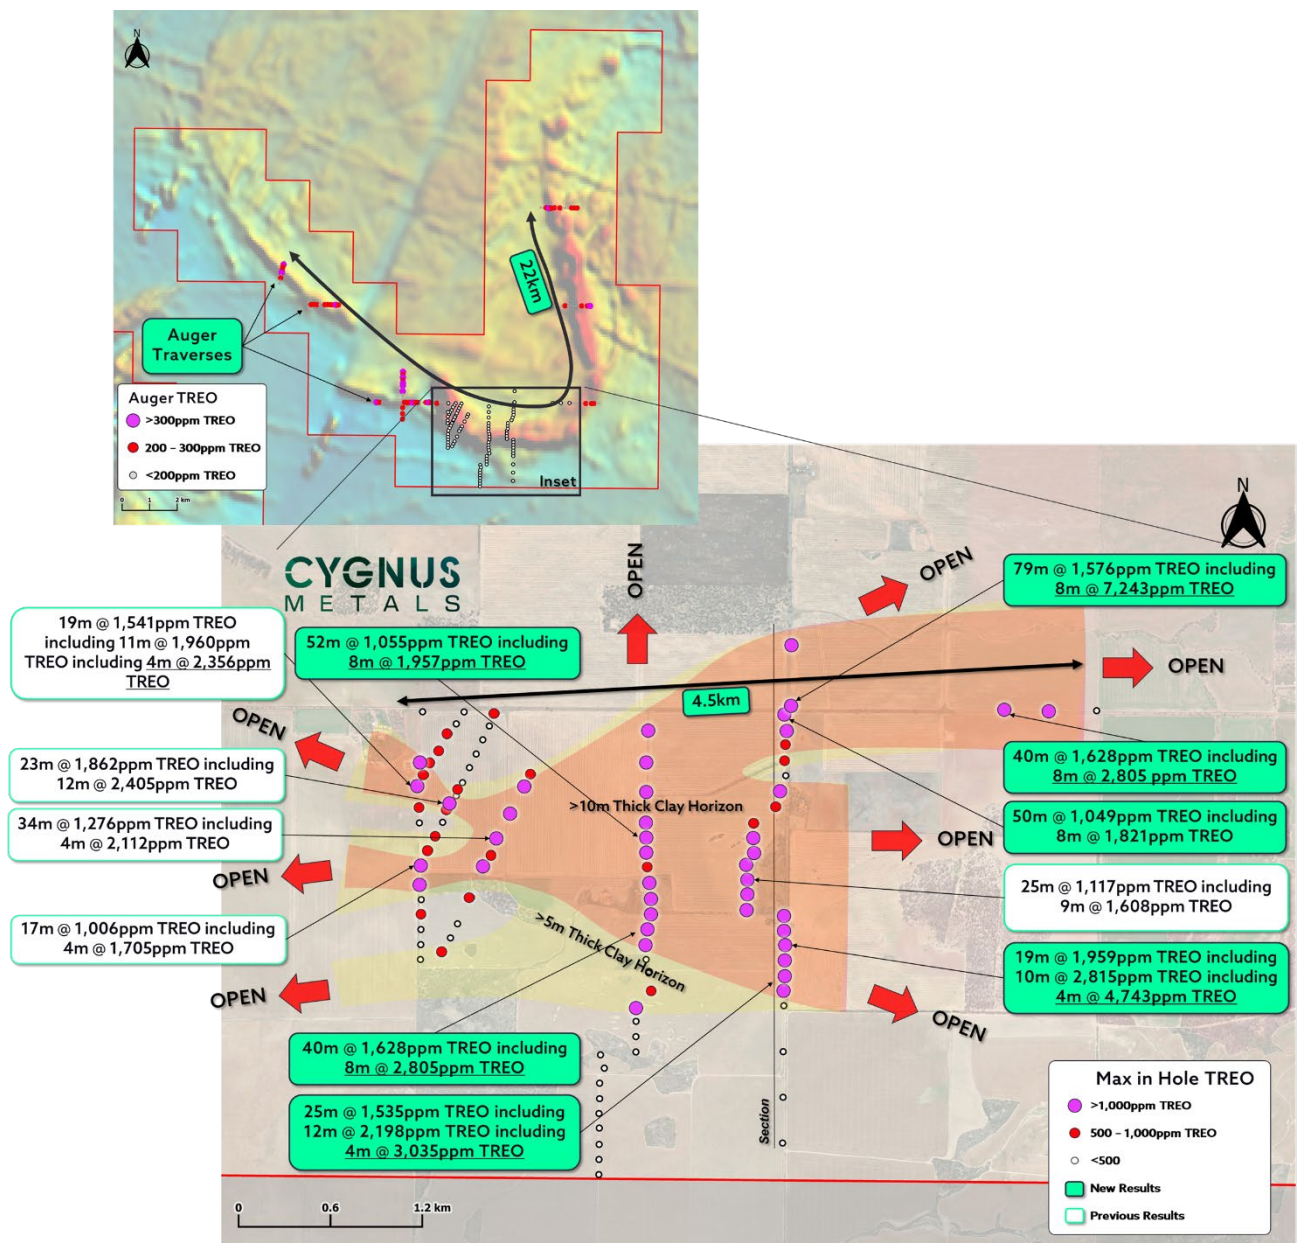 N
22km
Auger
Traverses
Auger TREO
>300ppm TREO
200 – 300ppm TREO
<200ppm TREO
0 1 2 km
Inset
N
CYGNUS
METALS
OPEN
OPEN
79m @ 1,576ppm TREO including
8m @ 7,243ppm TREO
19m @ 1,541ppm TREO
including 11m @ 1,960ppm
TREO including 4m @ 2,356ppm
TREO
52m @ 1,055ppm TREO including
8m @ 1,957ppm TREO
OPEN
4.5km
OPEN
23m @ 1,862ppm TREO including
12m @ 2,405ppm TREO
40m @ 1,628ppm TREO including
8m @ 2,805 ppm TREO
>10m Thick Clay Horizon
34m @ 1,276ppm TREO including
4m @ 2,112ppm TREO
50m @ 1,049ppm TREO including
8m @ 1,821ppm TREO
OPEN
OPEN
25m @ 1,117ppm TREO including
9m @ 1,608ppm TREO
17m @ 1,006ppm TREO including
4m @ 1,705ppm TREO
>5m Thick Clay Horizon
19m @ 1,959ppm TREO including
10m @ 2,815ppm TREO including
4m @ 4,743ppm TREO
OPEN
OPEN
40m @ 1,628ppm TREO including
8m @ 2,805ppm TREO
25m @ 1,535ppm TREO including
12m @ 2,198ppm TREO including
4m @ 3,035ppm TREO
Section
Max in Hole TREO
>1,000ppm TREO
500 – 1,000ppm TREO
<500
New Results
Previous Results
0 0.6 1.2 km